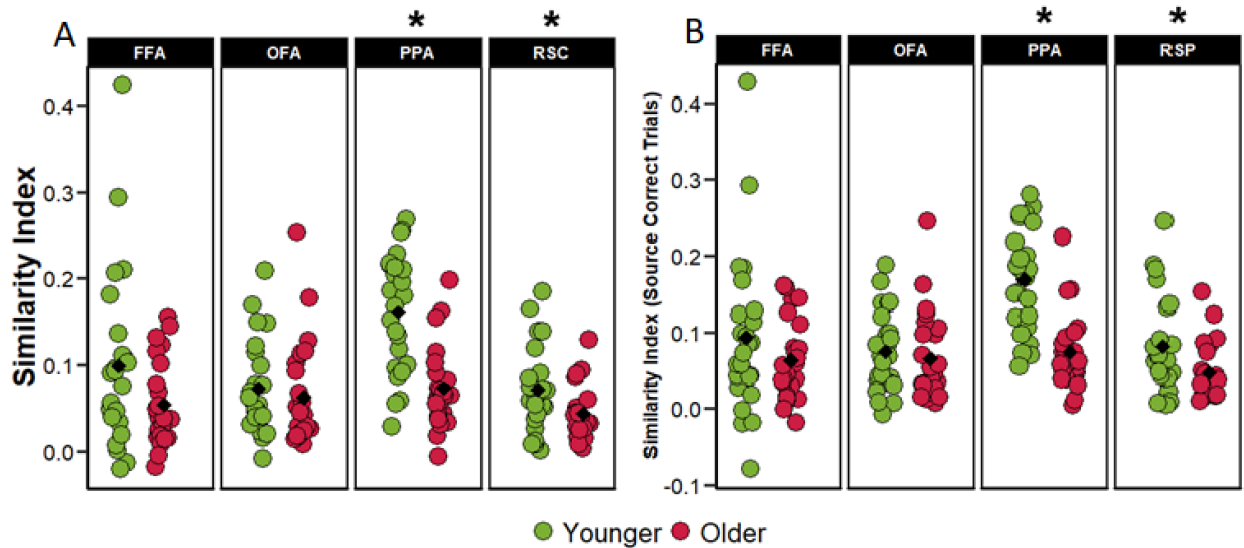 A
* *
FFA OFA PPA RSC
Similarity Index
0.4
0.3
0.2
0.1
0.0
B
* *
FFA OFA PPA RSP
Similarity Index (Source Correct Trials)
0.4
0.3
0.2
0.1
0.0
-0.1
Younger Older